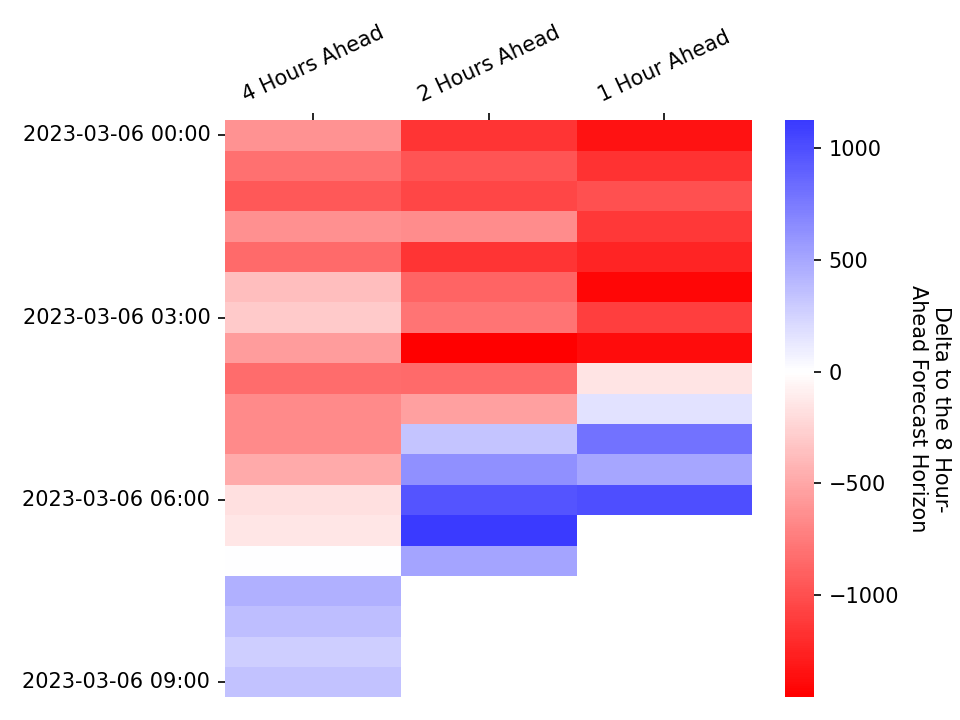 4 Hours Ahead
2 Hours Ahead
1 Hour Ahead
2023-03-06 00:00
2023-03-06 03:00
2023-03-06 06:00
2023-03-06 09:00
1000
500
0
−500
−1000
Delta to the 8 Hour-
Ahead Forecast Horizon